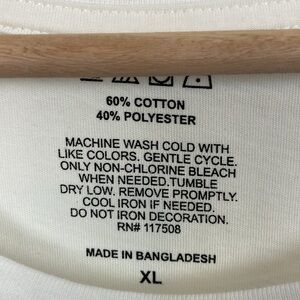 60% COTTON
40% POLYESTER
MACHINE WASH COLD WITH
LIKE COLORS. GENTLE CYCLE.
ONLY NON-CHLORINE BLEACH
WHEN NEEDED.TUMBLE
DRY LOW. REMOVE PROMPTLY.
COOL IRON IF NEEDED.
DO NOT IRON DECORATION.
RN# 117508
MADE IN BANGLADESH
XL